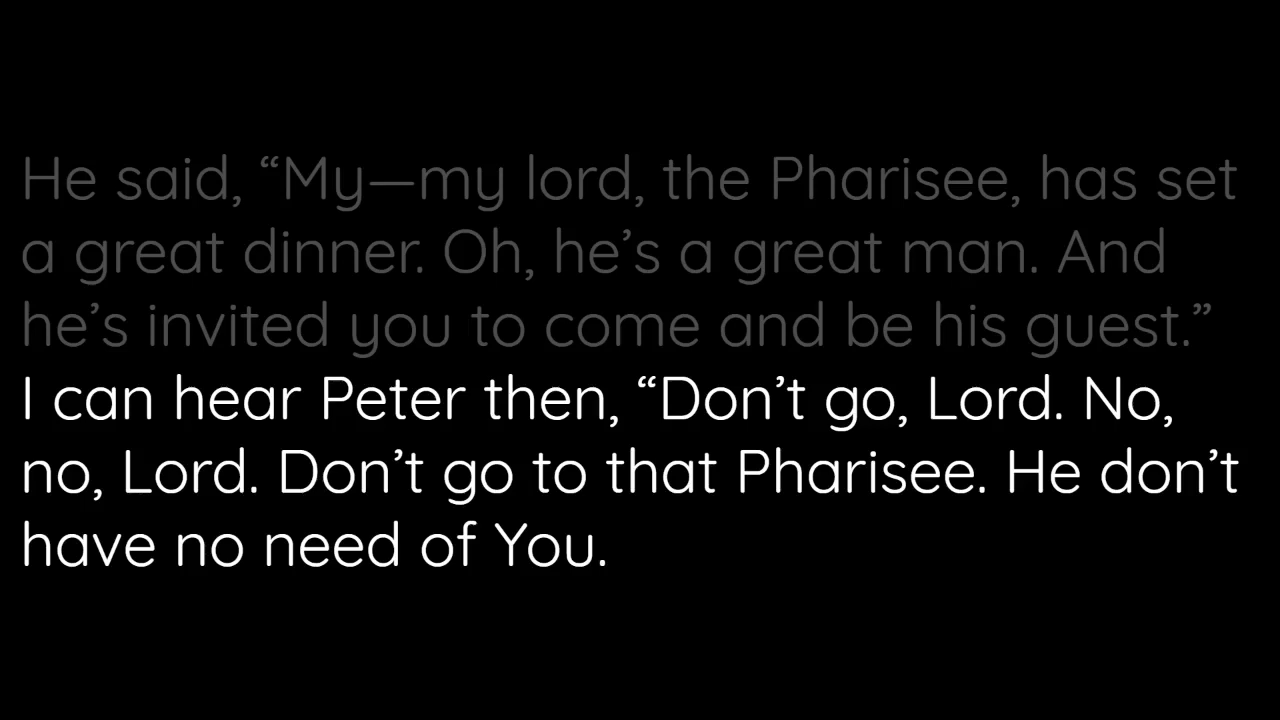 He said, “My—my lord, the Pharisee, has set
a great dinner. Oh, he’s a great man. And
he’s invited you to come and be his guest.”
I can hear Peter then, “Don’t go, Lord. No,
no, Lord. Don’t go to that Pharisee. He don’t
have no need of You.